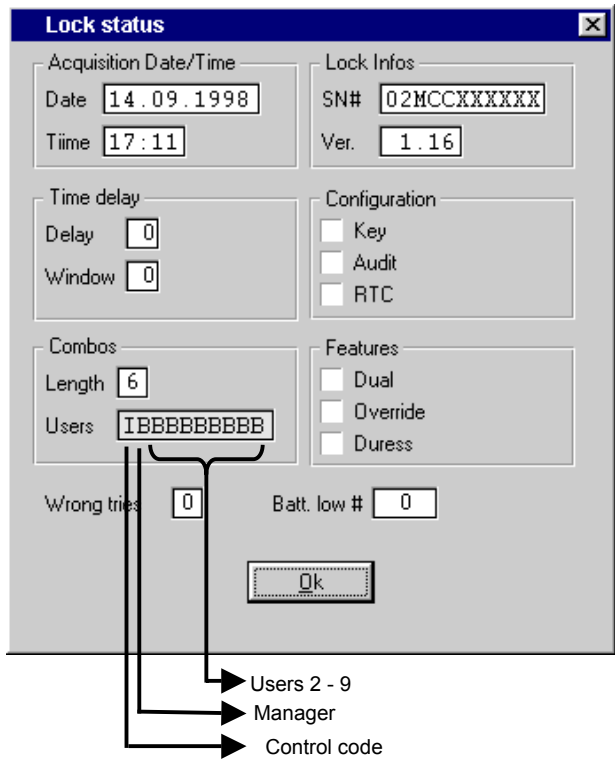 Lock status
Acquisition Date/Time
Date 14.09.1998
Tiime 17:11
Lock Infos
SN# 02MCCXXXXXX
Ver. 1.16
Time delay
Delay 0
Window 0
Configuration
Key
Audit
RTC
Combos
Length 6
Users IBBBBBBBBB
Features
Dual
Override
Duress
Wrong tries 0
Batt. low # 0
Ok
Users 2 - 9
Manager
Control code